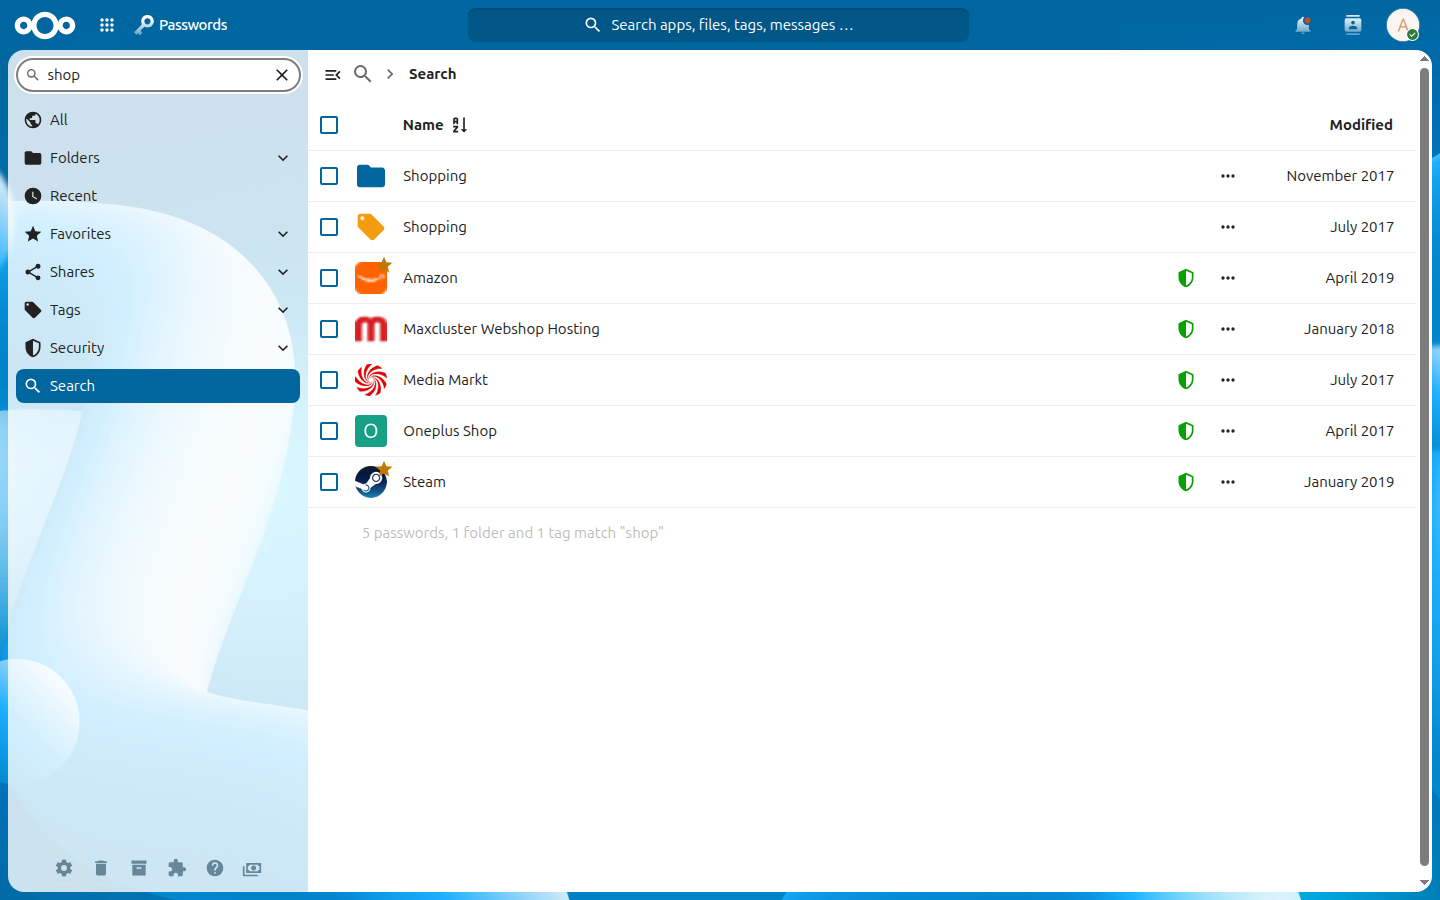 Passwords
Search apps, files, tags, messages …
A
shop
All
Folders
Recent
Favorites
Shares
Tags
Security
Search
Search
Name
Modified
Shopping
November 2017
Shopping
July 2017
Amazon
April 2019
Maxcluster Webshop Hosting
January 2018
Media Markt
July 2017
O
Oneplus Shop
April 2017
Steam
January 2019
5 passwords, 1 folder and 1 tag match "shop"